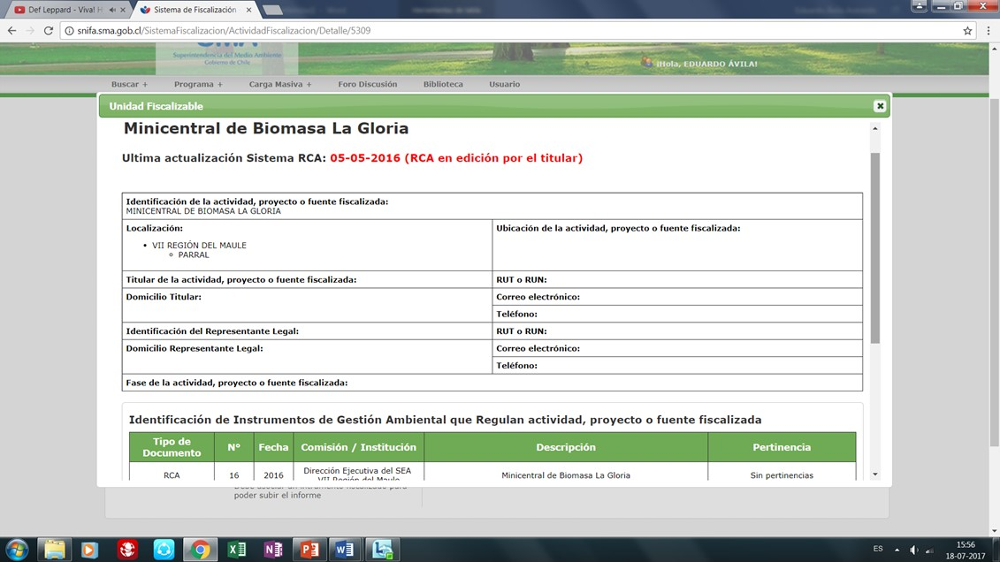 Def Leppard - Viva! H
Sistema de Fiscalización
snifa.sma.gob.cl/SistemaFiscalizacion/ActividadFiscalizacion/Detalle/5309
SMA
Superintendencia del Medio Ambiente
Gobierno de Chile
¡Hola, EDUARDO ÁVILA!
Buscar +
Programa +
Carga Masiva +
Foro Discusión
Biblioteca
Usuario
Unidad Fiscalizable
Minicentral de Biomasa La Gloria
Ultima actualización Sistema RCA: 05-05-2016 (RCA en edición por el titular)
Identificación de la actividad, proyecto o fuente fiscalizada:
MINICENTRAL DE BIOMASA LA GLORIA
Localización:
Ubicación de la actividad, proyecto o fuente fiscalizada:
VII REGIÓN DEL MAULE
PARRAL
Titular de la actividad, proyecto o fuente fiscalizada:
RUT o RUN:
Domicilio Titular:
Correo electrónico:
Teléfono:
Identificación del Representante Legal:
RUT o RUN:
Domicilio Representante Legal:
Correo electrónico:
Teléfono:
Fase de la actividad, proyecto o fuente fiscalizada:
Identificación de Instrumentos de Gestión Ambiental que Regulan actividad, proyecto o fuente fiscalizada
Tipo de Documento
N°
Fecha
Comisión / Institución
Descripción
Pertinencia
RCA
16
2016
Dirección Ejecutiva del SEA
VII Región del Maule
Minicentral de Biomasa La Gloria
Sin pertinencias
Debe asociar un instrumento fiscalizado para
poder subir el informe
ES
15:56
18-07-2017